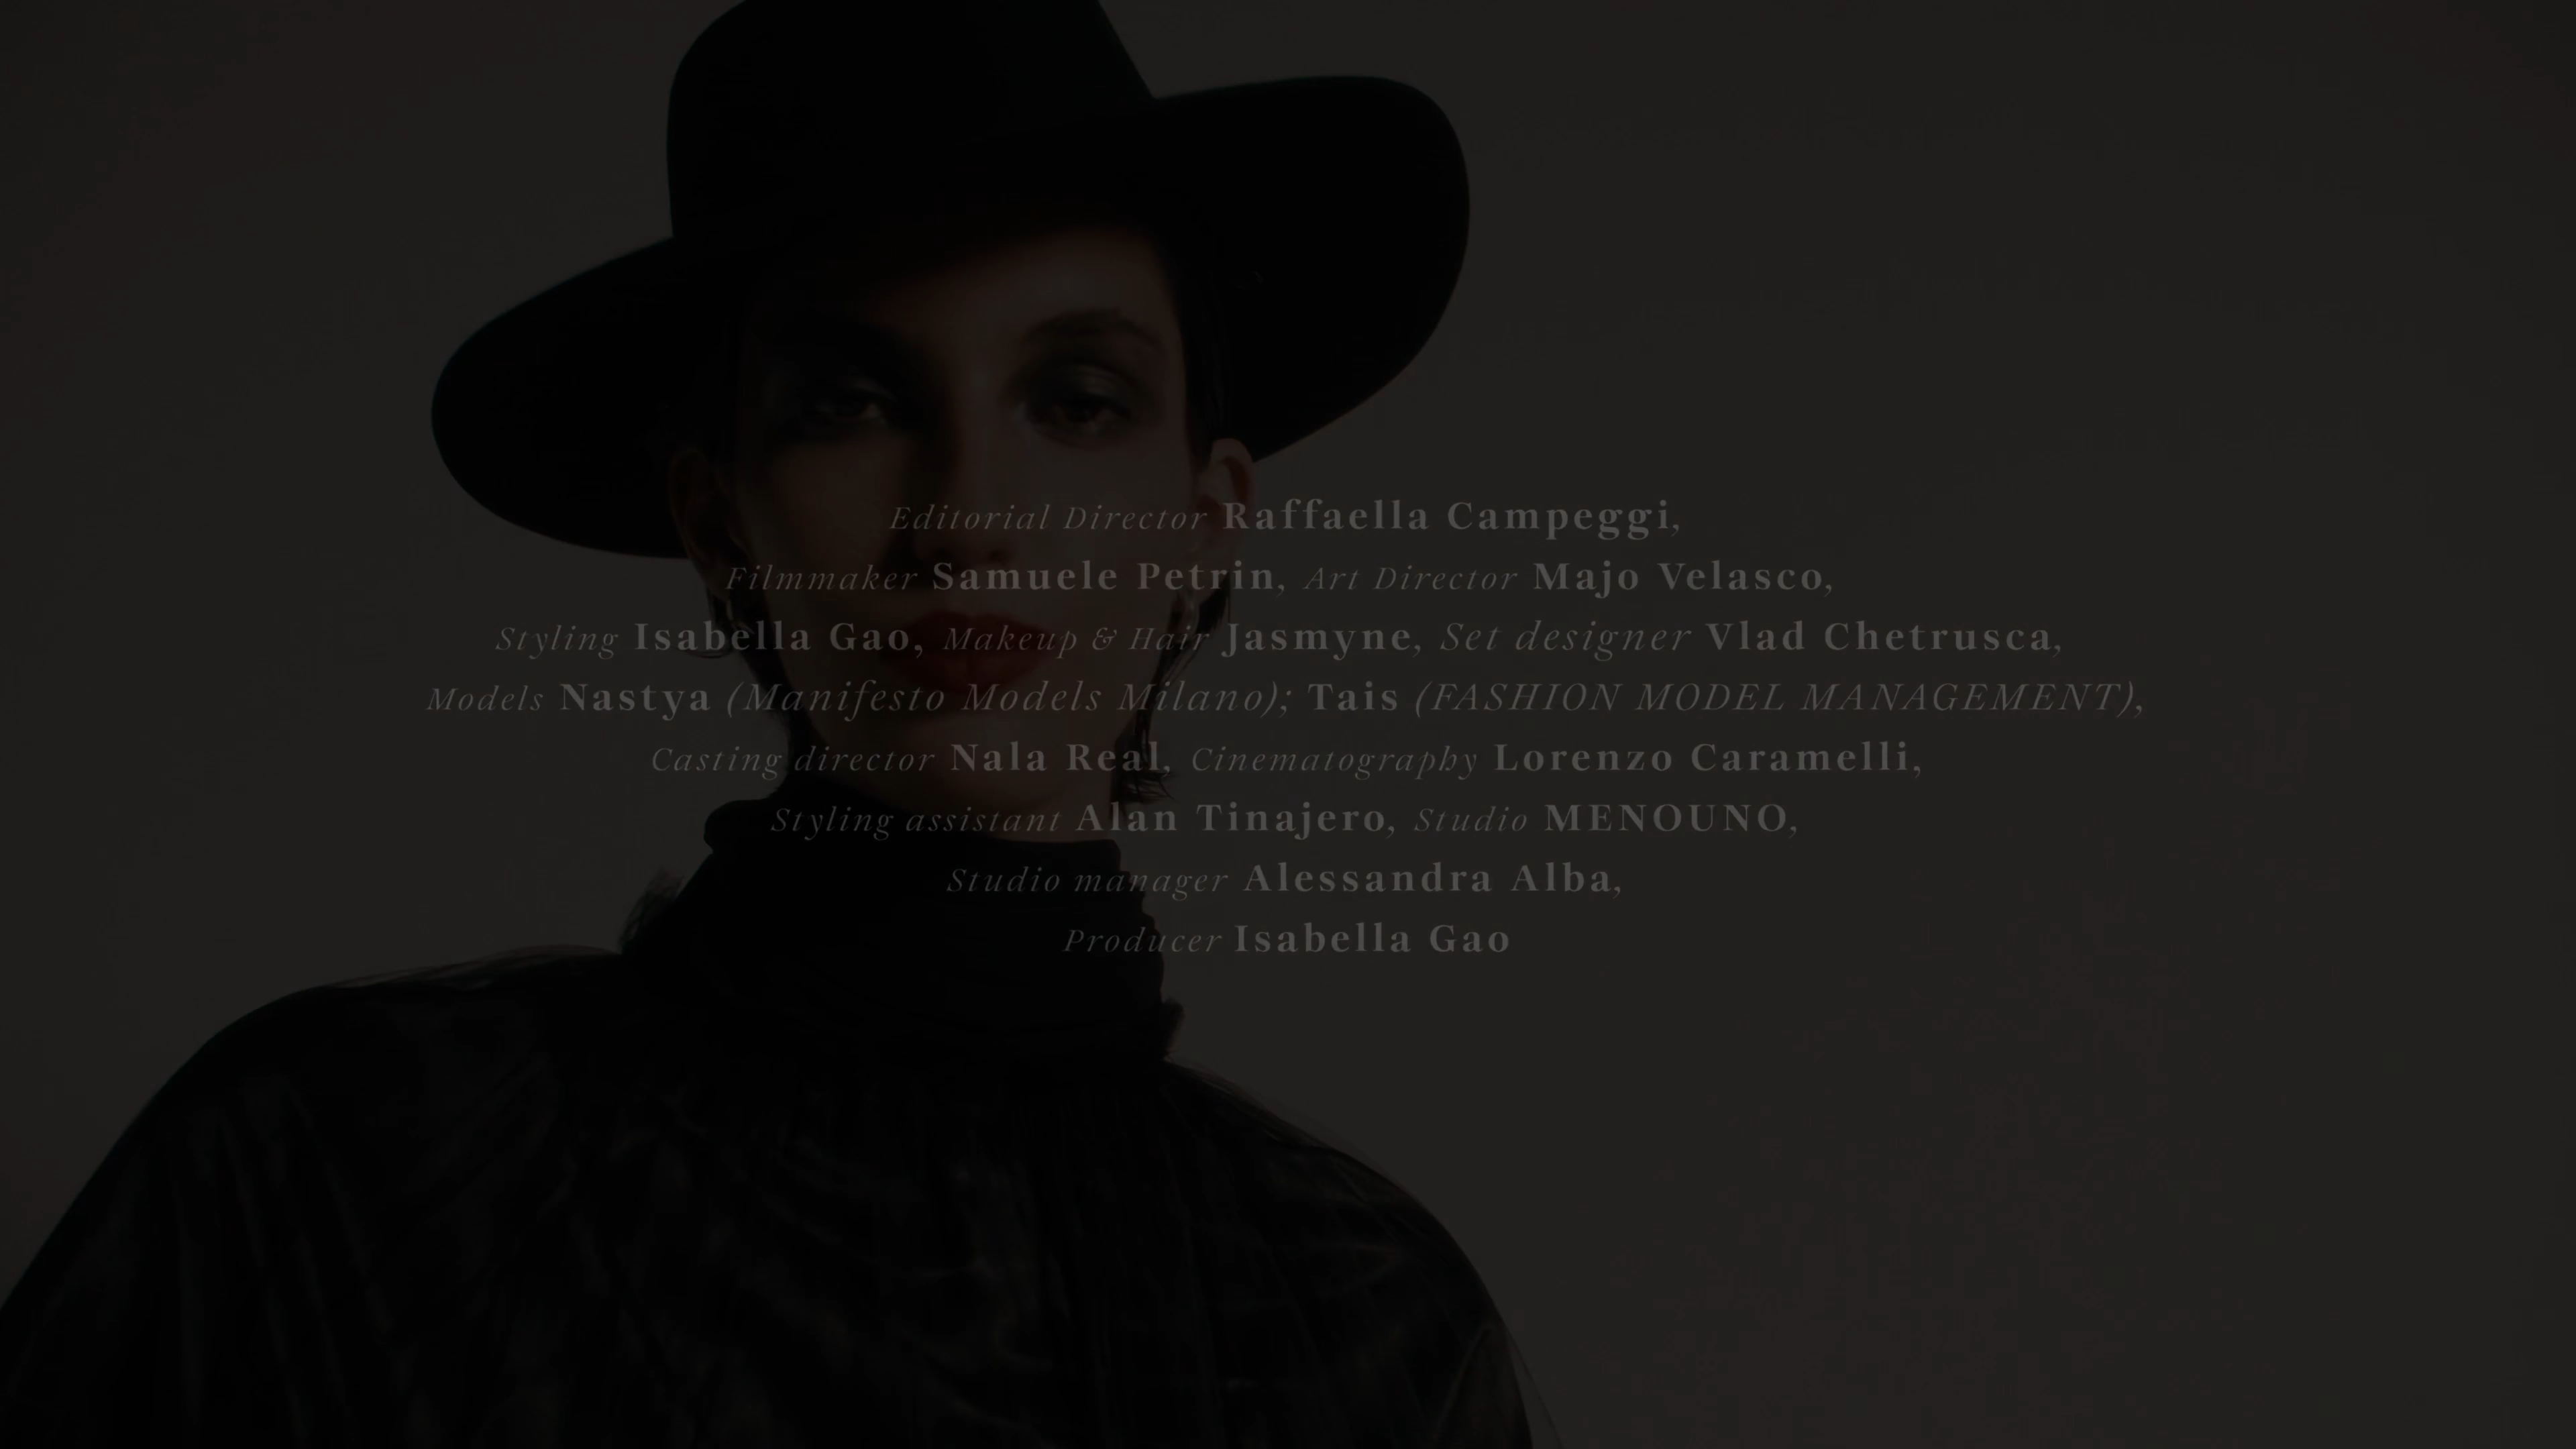 Editorial Director Raffaella Campeggi,
Filmmaker Samuele Petrin, Art Director Majo Velasco,
Styling Isabella Gao, Makeup & Hair Jasmyne, Set designer Vlad Chetrusca,
Models Nastya (Manifesto Models Milano); Tais (FASHION MODEL MANAGEMENT),
Casting director Nala Real, Cinematography Lorenzo Caramelli,
Styling assistant Alan Tinajero, Studio MENOUNO,
Studio manager Alessandra Alba,
Producer Isabella Gao